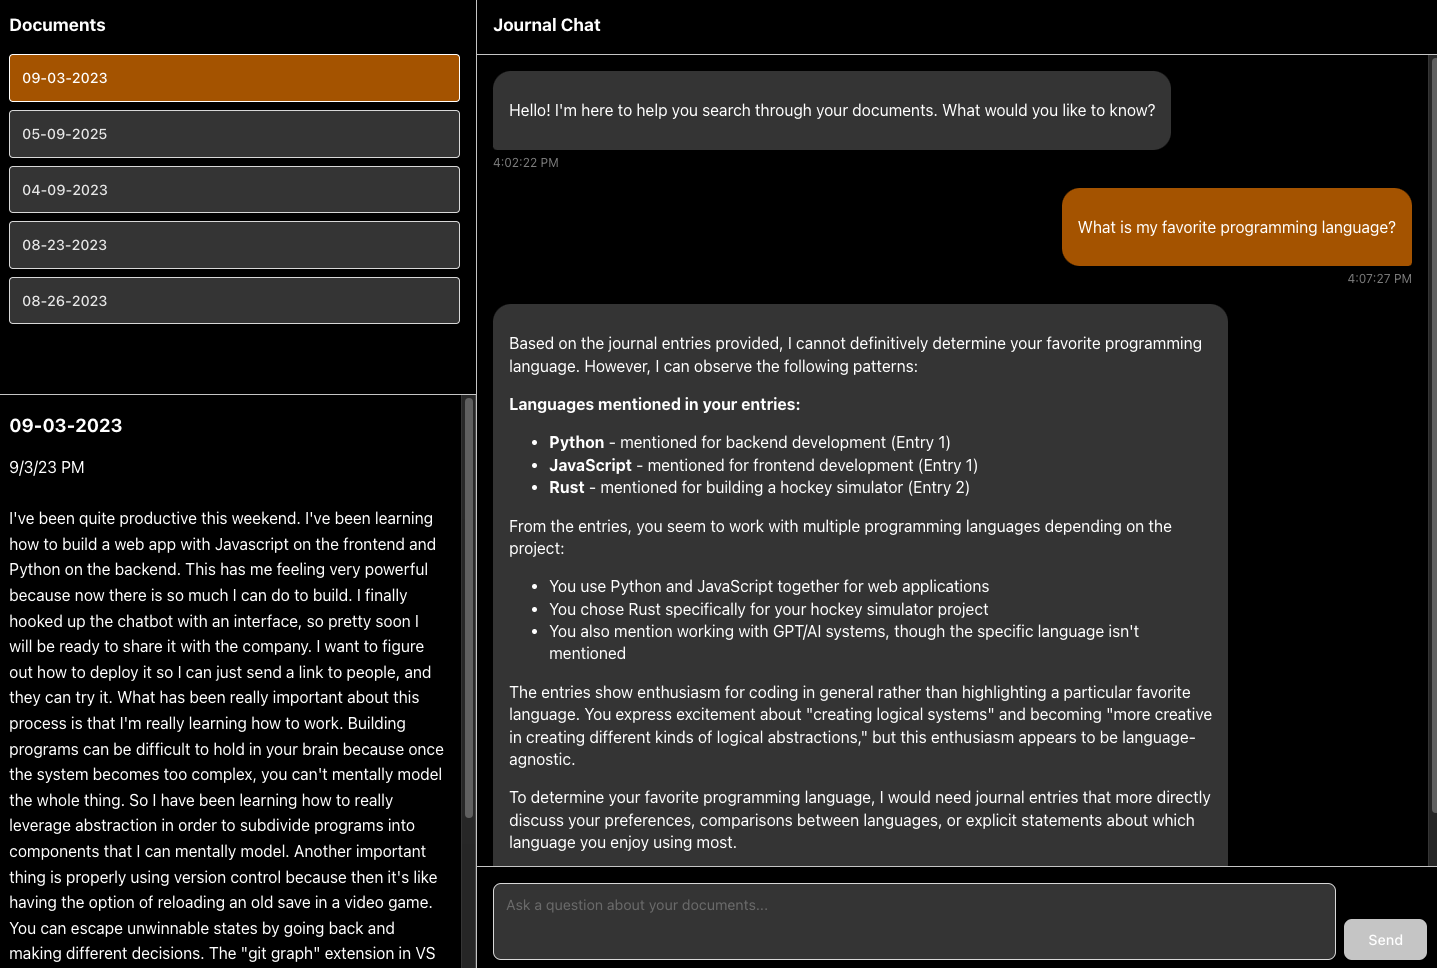 Documents
09-03-2023
05-09-2025
04-09-2023
08-23-2023
08-26-2023
09-03-2023
9/3/23 PM
I've been quite productive this weekend. I've been learning
how to build a web app with Javascript on the frontend and
Python on the backend. This has me feeling very powerful
because now there is so much I can do to build. I finally
hooked up the chatbot with an interface, so pretty soon I
will be ready to share it with the company. I want to figure
out how to deploy it so I can just send a link to people, and
they can try it. What has been really important about this
process is that I'm really learning how to work. Building
programs can be difficult to hold in your brain because once
the system becomes too complex, you can't mentally model
the whole thing. So I have been learning how to really
leverage abstraction in order to subdivide programs into
components that I can mentally model. Another important
thing is properly using version control because then it's like
having the option of reloading an old save in a video game.
You can escape unwinnable states by going back and
making different decisions. The "git graph" extension in VS
Journal Chat
Hello! I'm here to help you search through your documents. What would you like to know?
4:02:22 PM
What is my favorite programming language?
4:07:27 PM
Based on the journal entries provided, I cannot definitively determine your favorite programming
language. However, I can observe the following patterns:
Languages mentioned in your entries:
• Python - mentioned for backend development (Entry 1)
• JavaScript - mentioned for frontend development (Entry 1)
• Rust - mentioned for building a hockey simulator (Entry 2)
From the entries, you seem to work with multiple programming languages depending on the
project:
• You use Python and JavaScript together for web applications
• You chose Rust specifically for your hockey simulator project
• You also mention working with GPT/AI systems, though the specific language isn't
mentioned
The entries show enthusiasm for coding in general rather than highlighting a particular favorite
language. You express excitement about "creating logical systems" and becoming "more creative
in creating different kinds of logical abstractions," but this enthusiasm appears to be language-
agnostic.
To determine your favorite programming language, I would need journal entries that more directly
discuss your preferences, comparisons between languages, or explicit statements about which
language you enjoy using most.
Ask a question about your documents...
Send